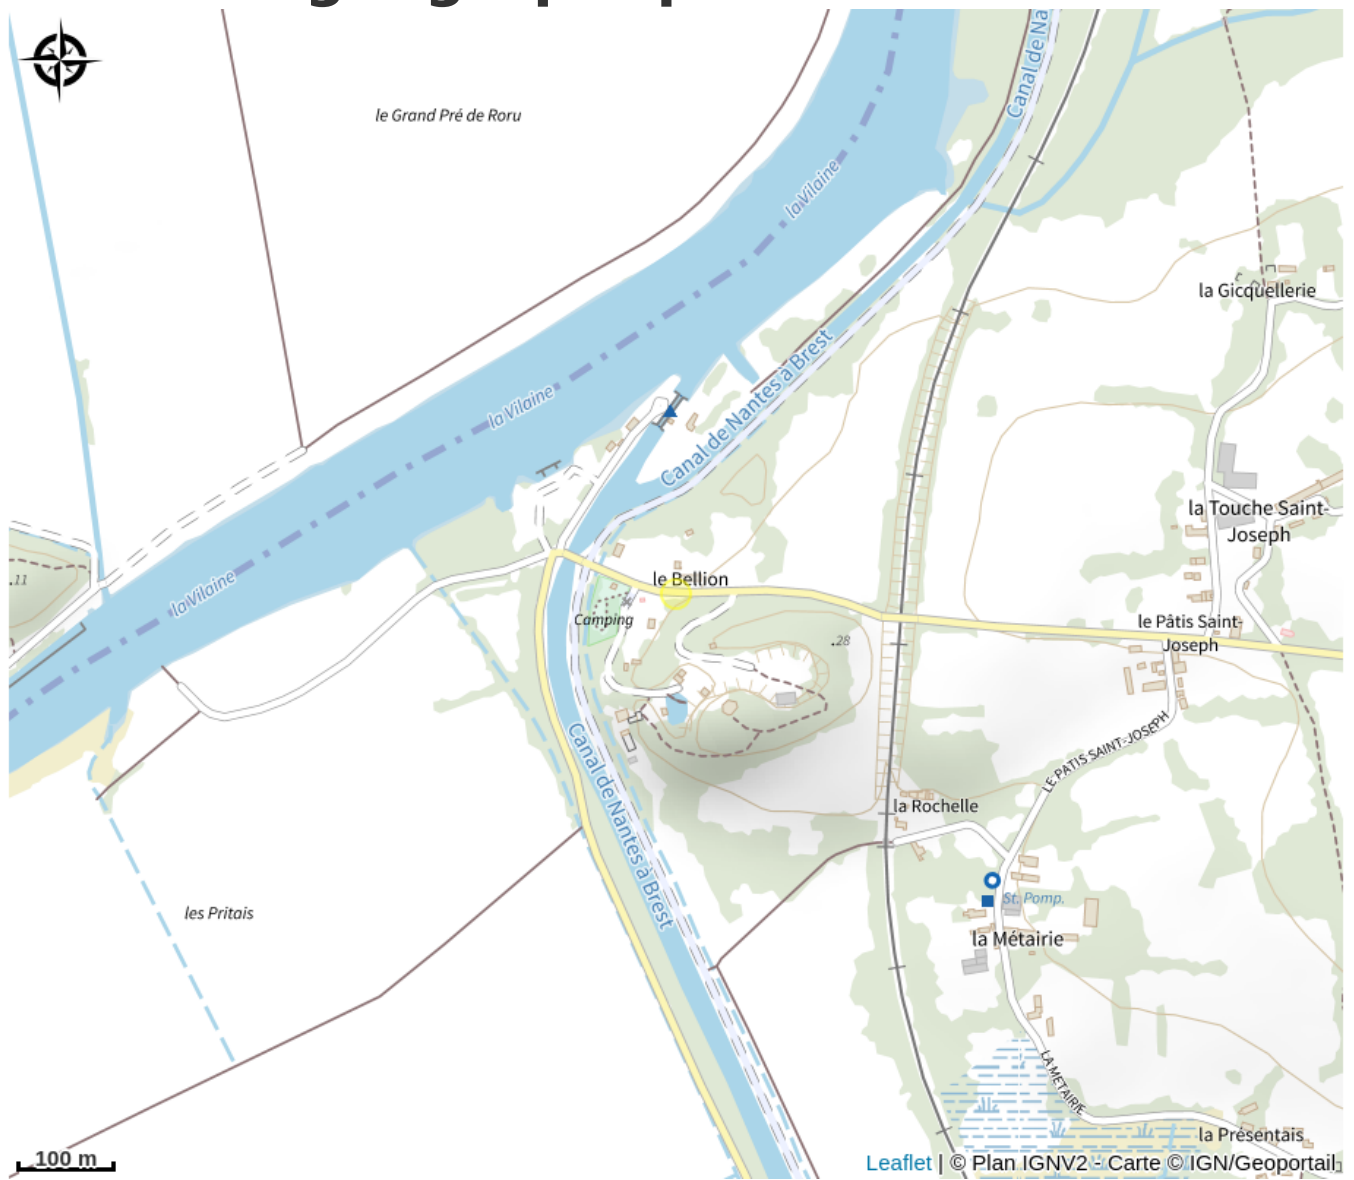 Canal de Na
le Grand Pré de Roru
la Vilaine
la Gicquellerie
Canal de Nantes à Brest
la Vilaine
la Touche Saint-
Joseph
.11
la Vilaine
le Bellion
Camping
.28
le Pâtis Saint-
Joseph
LE PATIS SAINT-JOSEPH
Canal de Nantes à Brest
la Rochelle
St. Pomp.
les Pritais
la Métairie
LA METAIRIE
la Présentais
100 m
Leaflet | © Plan IGNV2 - Carte © IGN/Geoportail